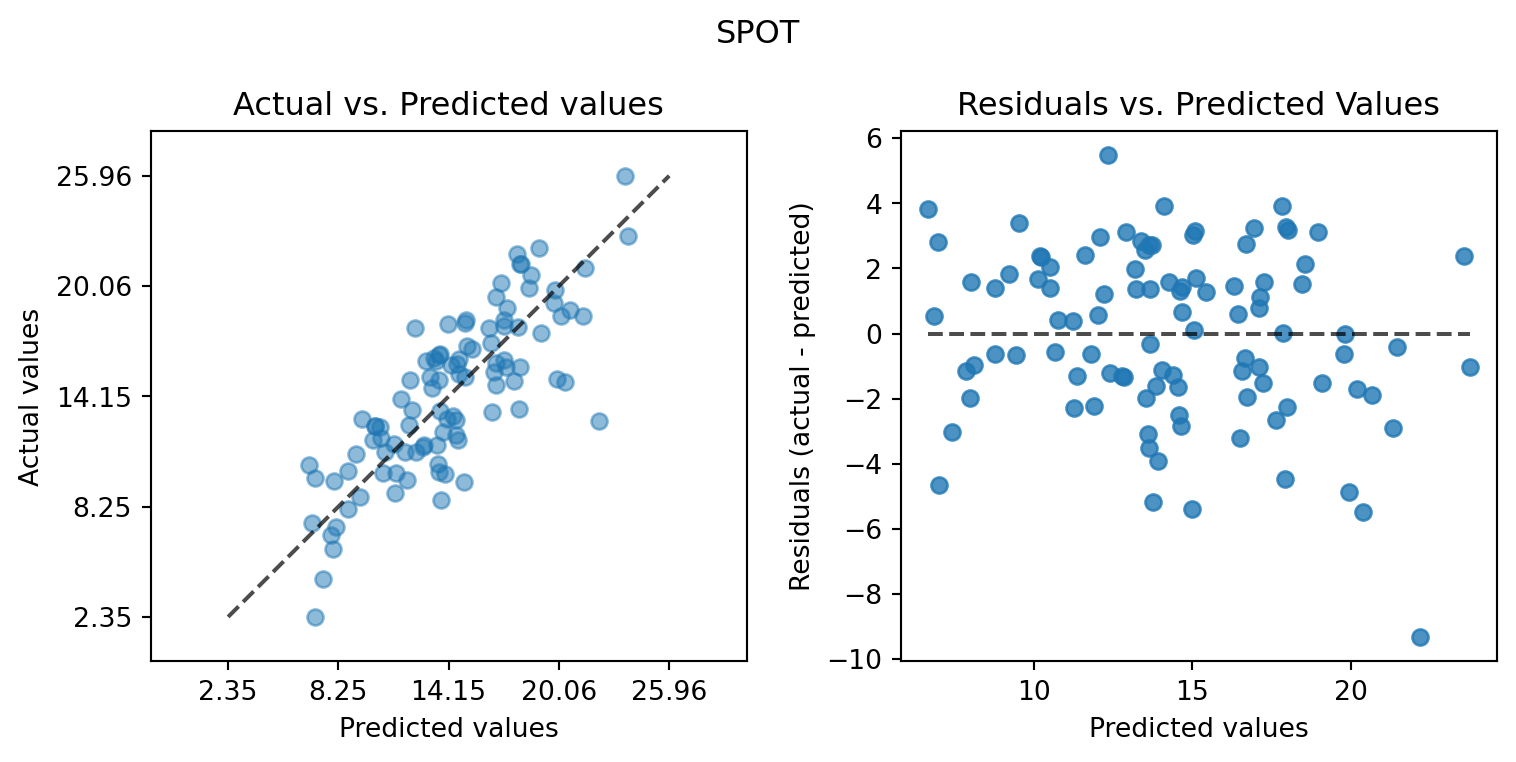 SPOT
Actual vs. Predicted values
25.96
20.06
14.15
8.25
2.35
Actual values
2.35 8.25 14.15 20.06 25.96
Predicted values
Residuals vs. Predicted Values
6
4
2
0
−2
−4
−6
−8
−10
Residuals (actual - predicted)
10 15 20
Predicted values